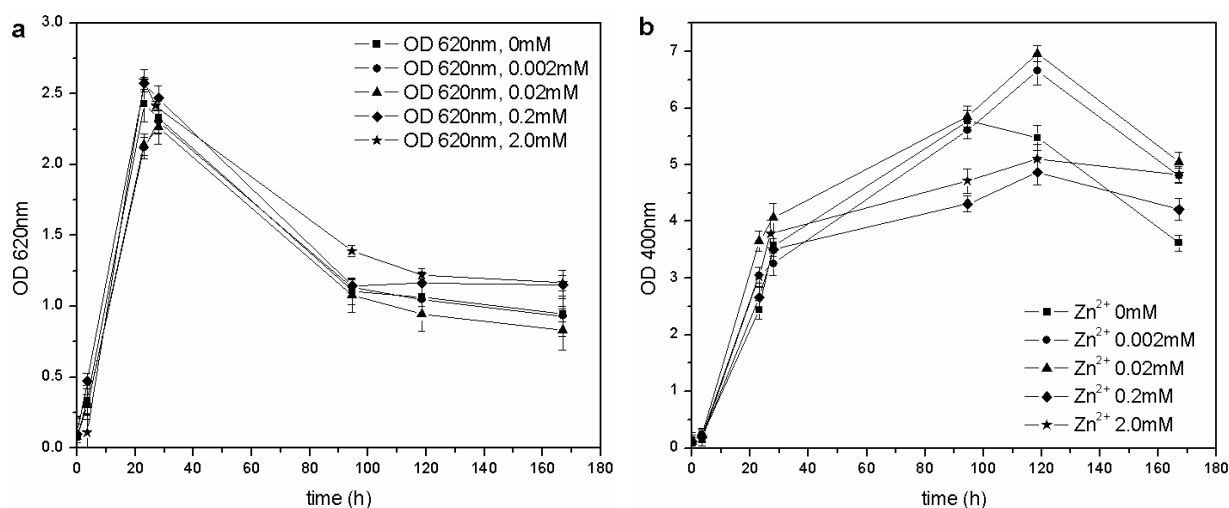 a
3.0
2.5
2.0
1.5
1.0
0.5
0.0
OD 620nm
OD 620nm, 0mM
OD 620nm, 0.002mM
OD 620nm, 0.02mM
OD 620nm, 0.2mM
OD 620nm, 2.0mM
0 20 40 60 80 100 120 140 160 180
time (h)
b
7
6
5
4
3
2
1
0
OD 400nm
Zn²⁺ 0mM
Zn²⁺ 0.002mM
Zn²⁺ 0.02mM
Zn²⁺ 0.2mM
Zn²⁺ 2.0mM
0 20 40 60 80 100 120 140 160 180
time (h)